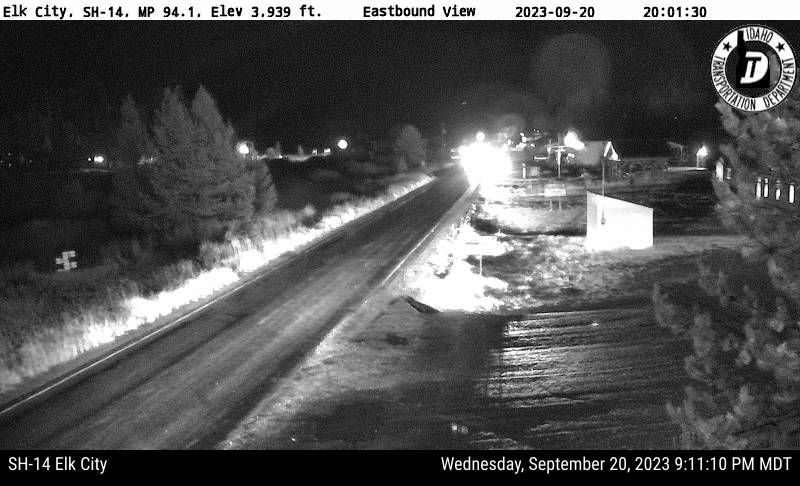 Elk City, SH-14, MP 94.1, Elev 3,939 ft. Eastbound View 2023-09-20 20:01:30
IDAHO
TRANSPORTATION DEPARTMENT
SH-14 Elk City Wednesday, September 20, 2023 9:11:10 PM MDT